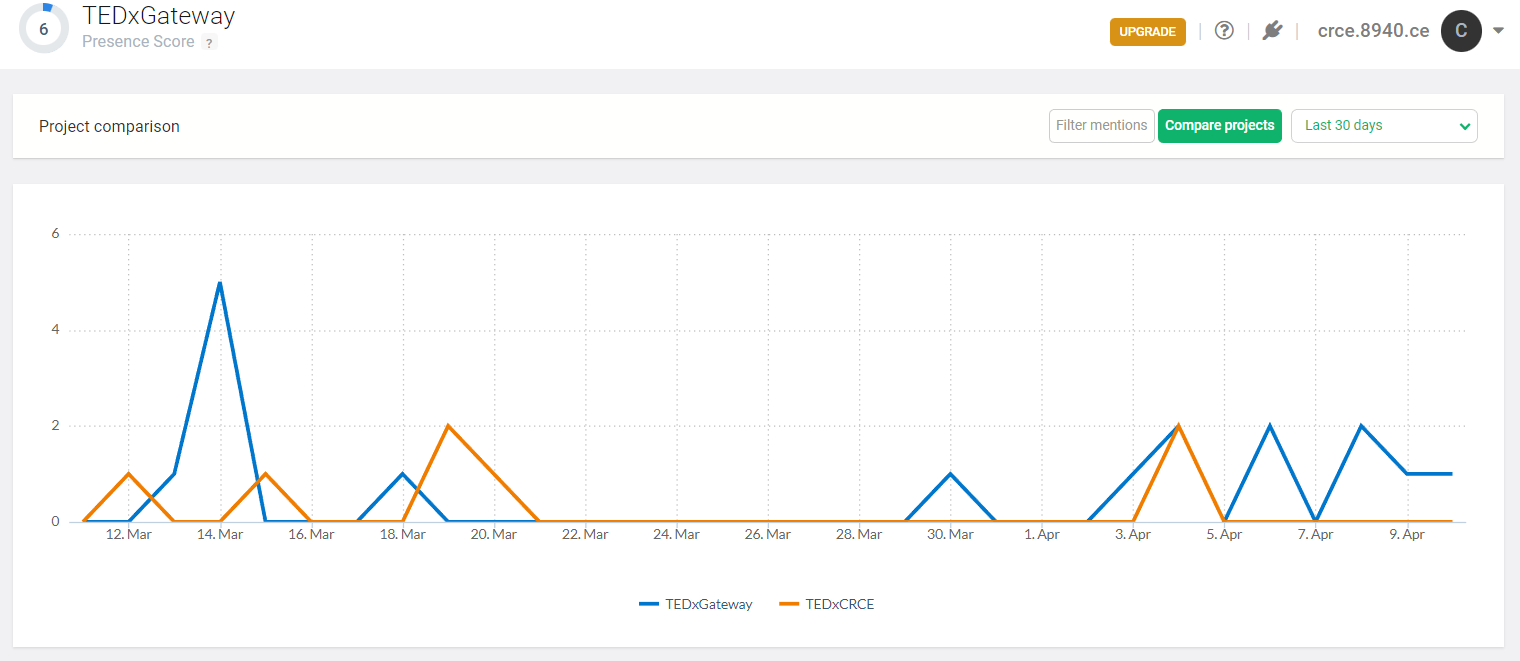 6
TEDxGateway
Presence Score ?
UPGRADE
?
crce.8940.ce
C
Project comparison
Filter mentions
Compare projects
Last 30 days
6
4
2
0
12. Mar 14. Mar 16. Mar 18. Mar 20. Mar 22. Mar 24. Mar 26. Mar 28. Mar 30. Mar 1. Apr 3. Apr 5. Apr 7. Apr 9. Apr
TEDxGateway TEDxCRCE